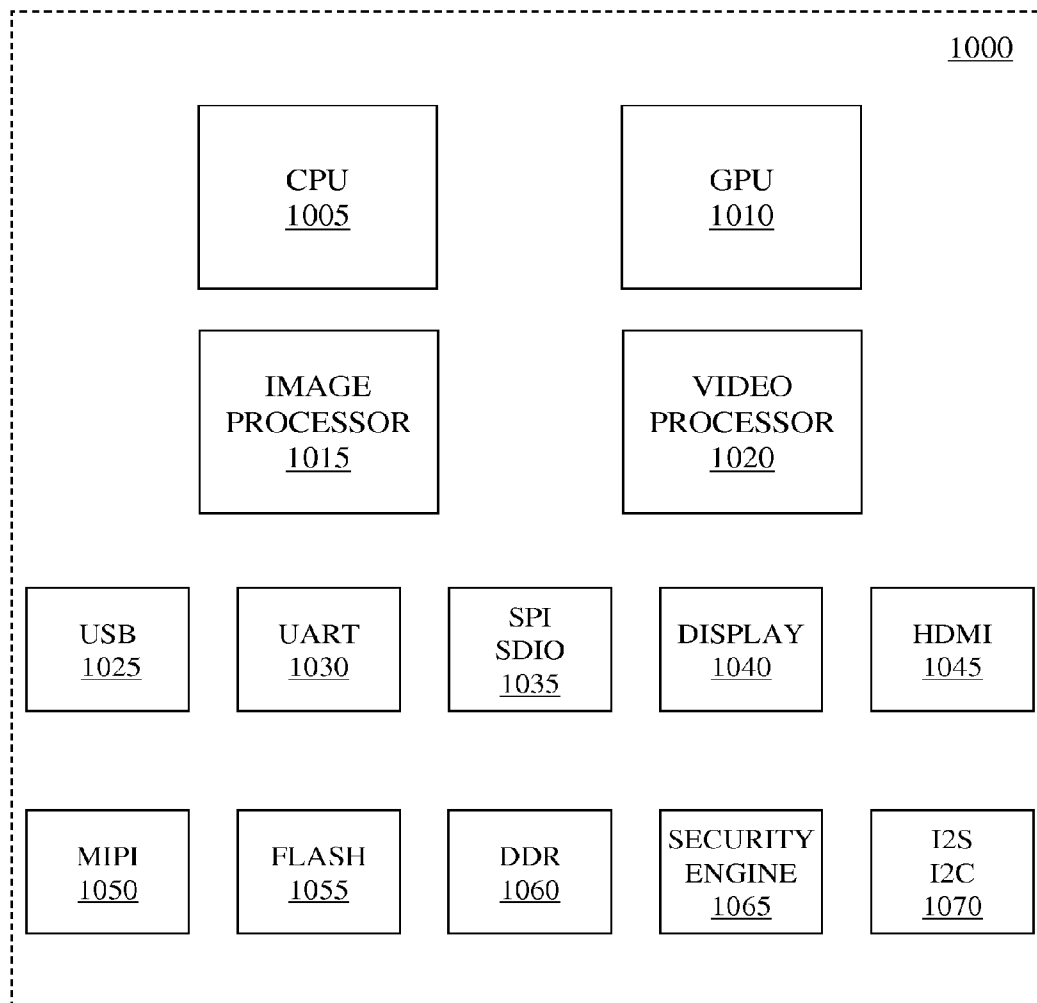 1000
CPU
1005
GPU
1010
IMAGE
PROCESSOR
1015
VIDEO
PROCESSOR
1020
USB
1025
UART
1030
SPI
SDIO
1035
DISPLAY
1040
HDMI
1045
MIPI
1050
FLASH
1055
DDR
1060
SECURITY
ENGINE
1065
I2S
I2C
1070